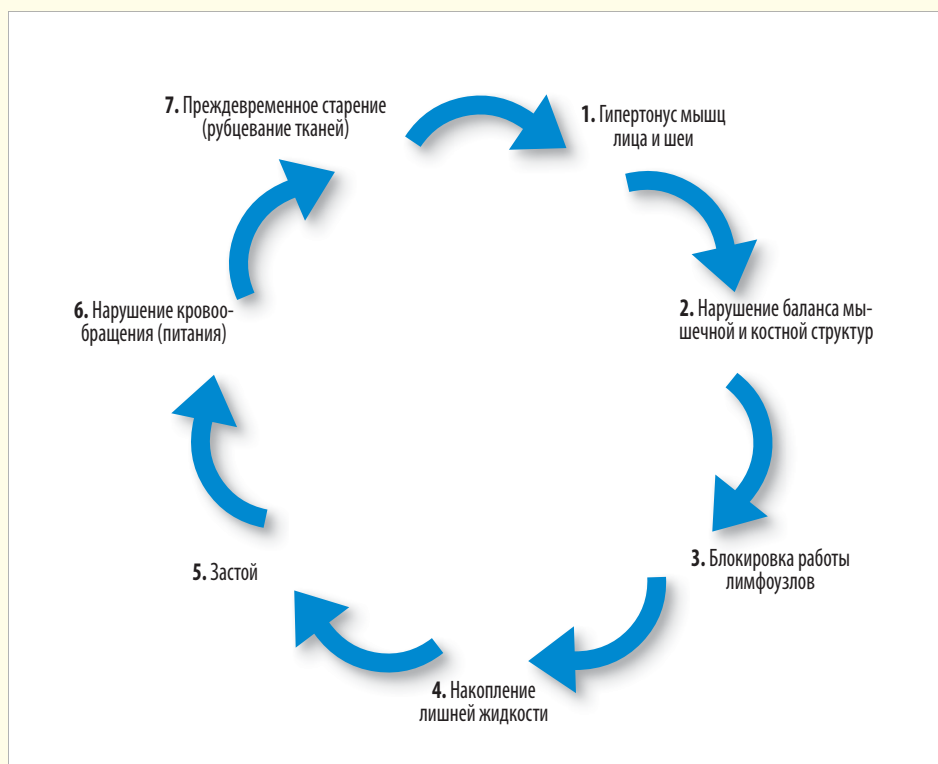 1. Гипертонус мышц
лица и шеи
2. Нарушение баланса мы-
шечной и костной структур
3. Блокировка работы
лимфоузлов
4. Накопление
лишней жидкости
5. Застой
6. Нарушение кровоо-
бращения (питания)
7. Преждевременное старение
(рубцевание тканей)